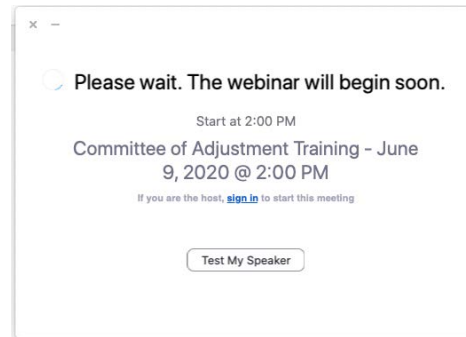 Please wait. The webinar will begin soon.
Start at 2:00 PM
Committee of Adjustment Training - June
9, 2020 @ 2:00 PM
If you are the host, sign in to start this meeting
Test My Speaker